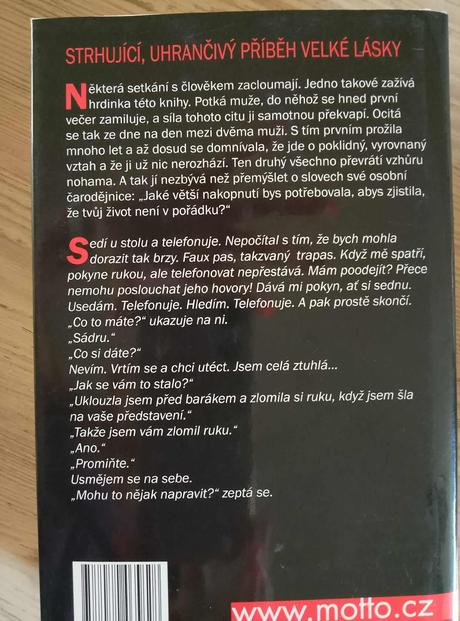 STRHUJÍCÍ, UHRANČIVÝ PŘÍBĚH VELKÉ LÁSKY
Některá setkání s člověkem zacloumají. Jedno takové zažívá
hrdinka této knihy. Potká muže, do něhož se hned první
večer zamiluje, a síla tohoto citu ji samotnou překvapí. Ocitá
se tak ze dne na den mezi dvěma muži. S tím prvním prožila
mnoho let a až dosud se domnívala, že jde o poklidný, vyrovnaný
vztah a že ji už nic nerozhází. Ten druhý všechno převrátí vzhůru
nohama. A tak jí nezbývá než přemýšlet o slovech své osobní
čarodějnice: „Jaké větší nakopnutí bys potřebovala, abys zjistila,
že tvůj život není v pořádku?“
Sedí u stolu a telefonuje. Nepočítal s tím, že bych mohla
dorazit tak brzy. Faux pas, takzvaný trapas. Když mě spatří,
pokyne rukou, ale telefonovat nepřestává. Mám poodejít? Přece
nemohu poslouchat jeho hovory! Dává mi pokyn, ať si sednu.
Usedám. Telefonuje. Hledím. Telefonuje. A pak prostě skončí.
„Co to máte?“ ukazuje na ni.
„Sádru.“
„Co si dáte?“
Nevím. Vrtím se a chci utéct. Jsem celá ztuhlá...
„Jak se vám to stalo?“
„Uklouzla jsem před barákem a zlomila si ruku, když jsem šla
na vaše představení.“
„Takže jsem vám zlomil ruku.“
„Ano.“
„Promiňte.“
Usmějem se na sebe.
„Mohu to nějak napravit?“ zeptá se.
www.motto.cz